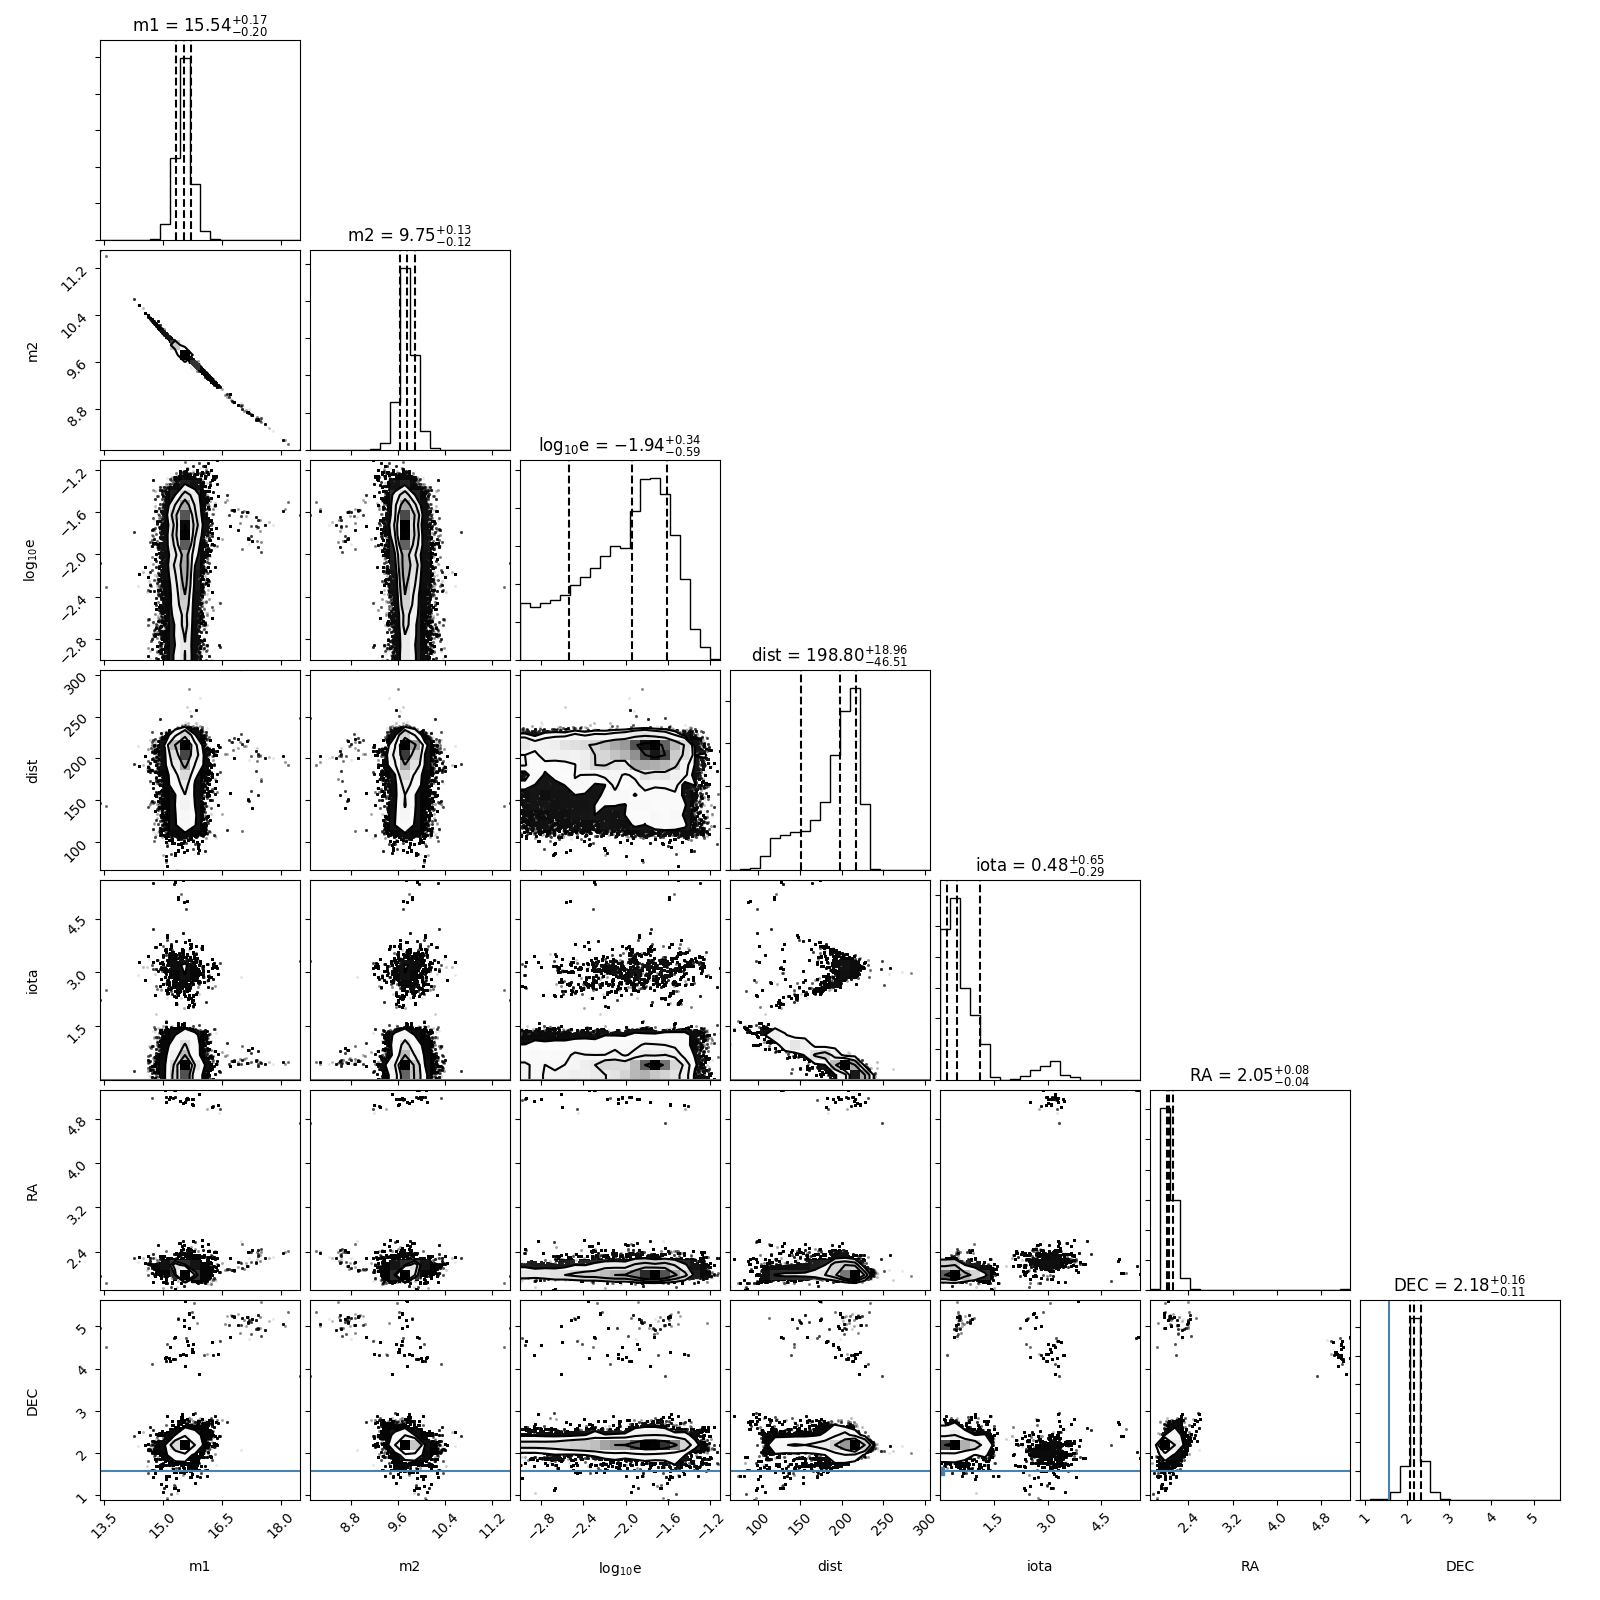 m1 = 15.54+0.17−0.20
m2 = 9.75+0.13−0.12
log10e = −1.94+0.34−0.59
dist = 198.80+18.96−46.51
iota = 0.48+0.65−0.29
RA = 2.05+0.08−0.04
DEC = 2.18+0.16−0.11
m2
11.2
10.4
9.6
8.8
log10e
−1.2
−1.6
−2.0
−2.4
−2.8
dist
300
250
200
150
100
iota
4.5
3.0
1.5
RA
4.8
4.0
3.2
2.4
DEC
5
4
3
2
1
13.5 15.0 16.5 18.0
8.8 9.6 10.4 11.2
−2.8 −2.4 −2.0 −1.6 −1.2
100 150 200 250 300
1.5 3.0 4.5
2.4 3.2 4.0 4.8
1 2 3 4 5
m1 m2 log10e dist iota RA DEC